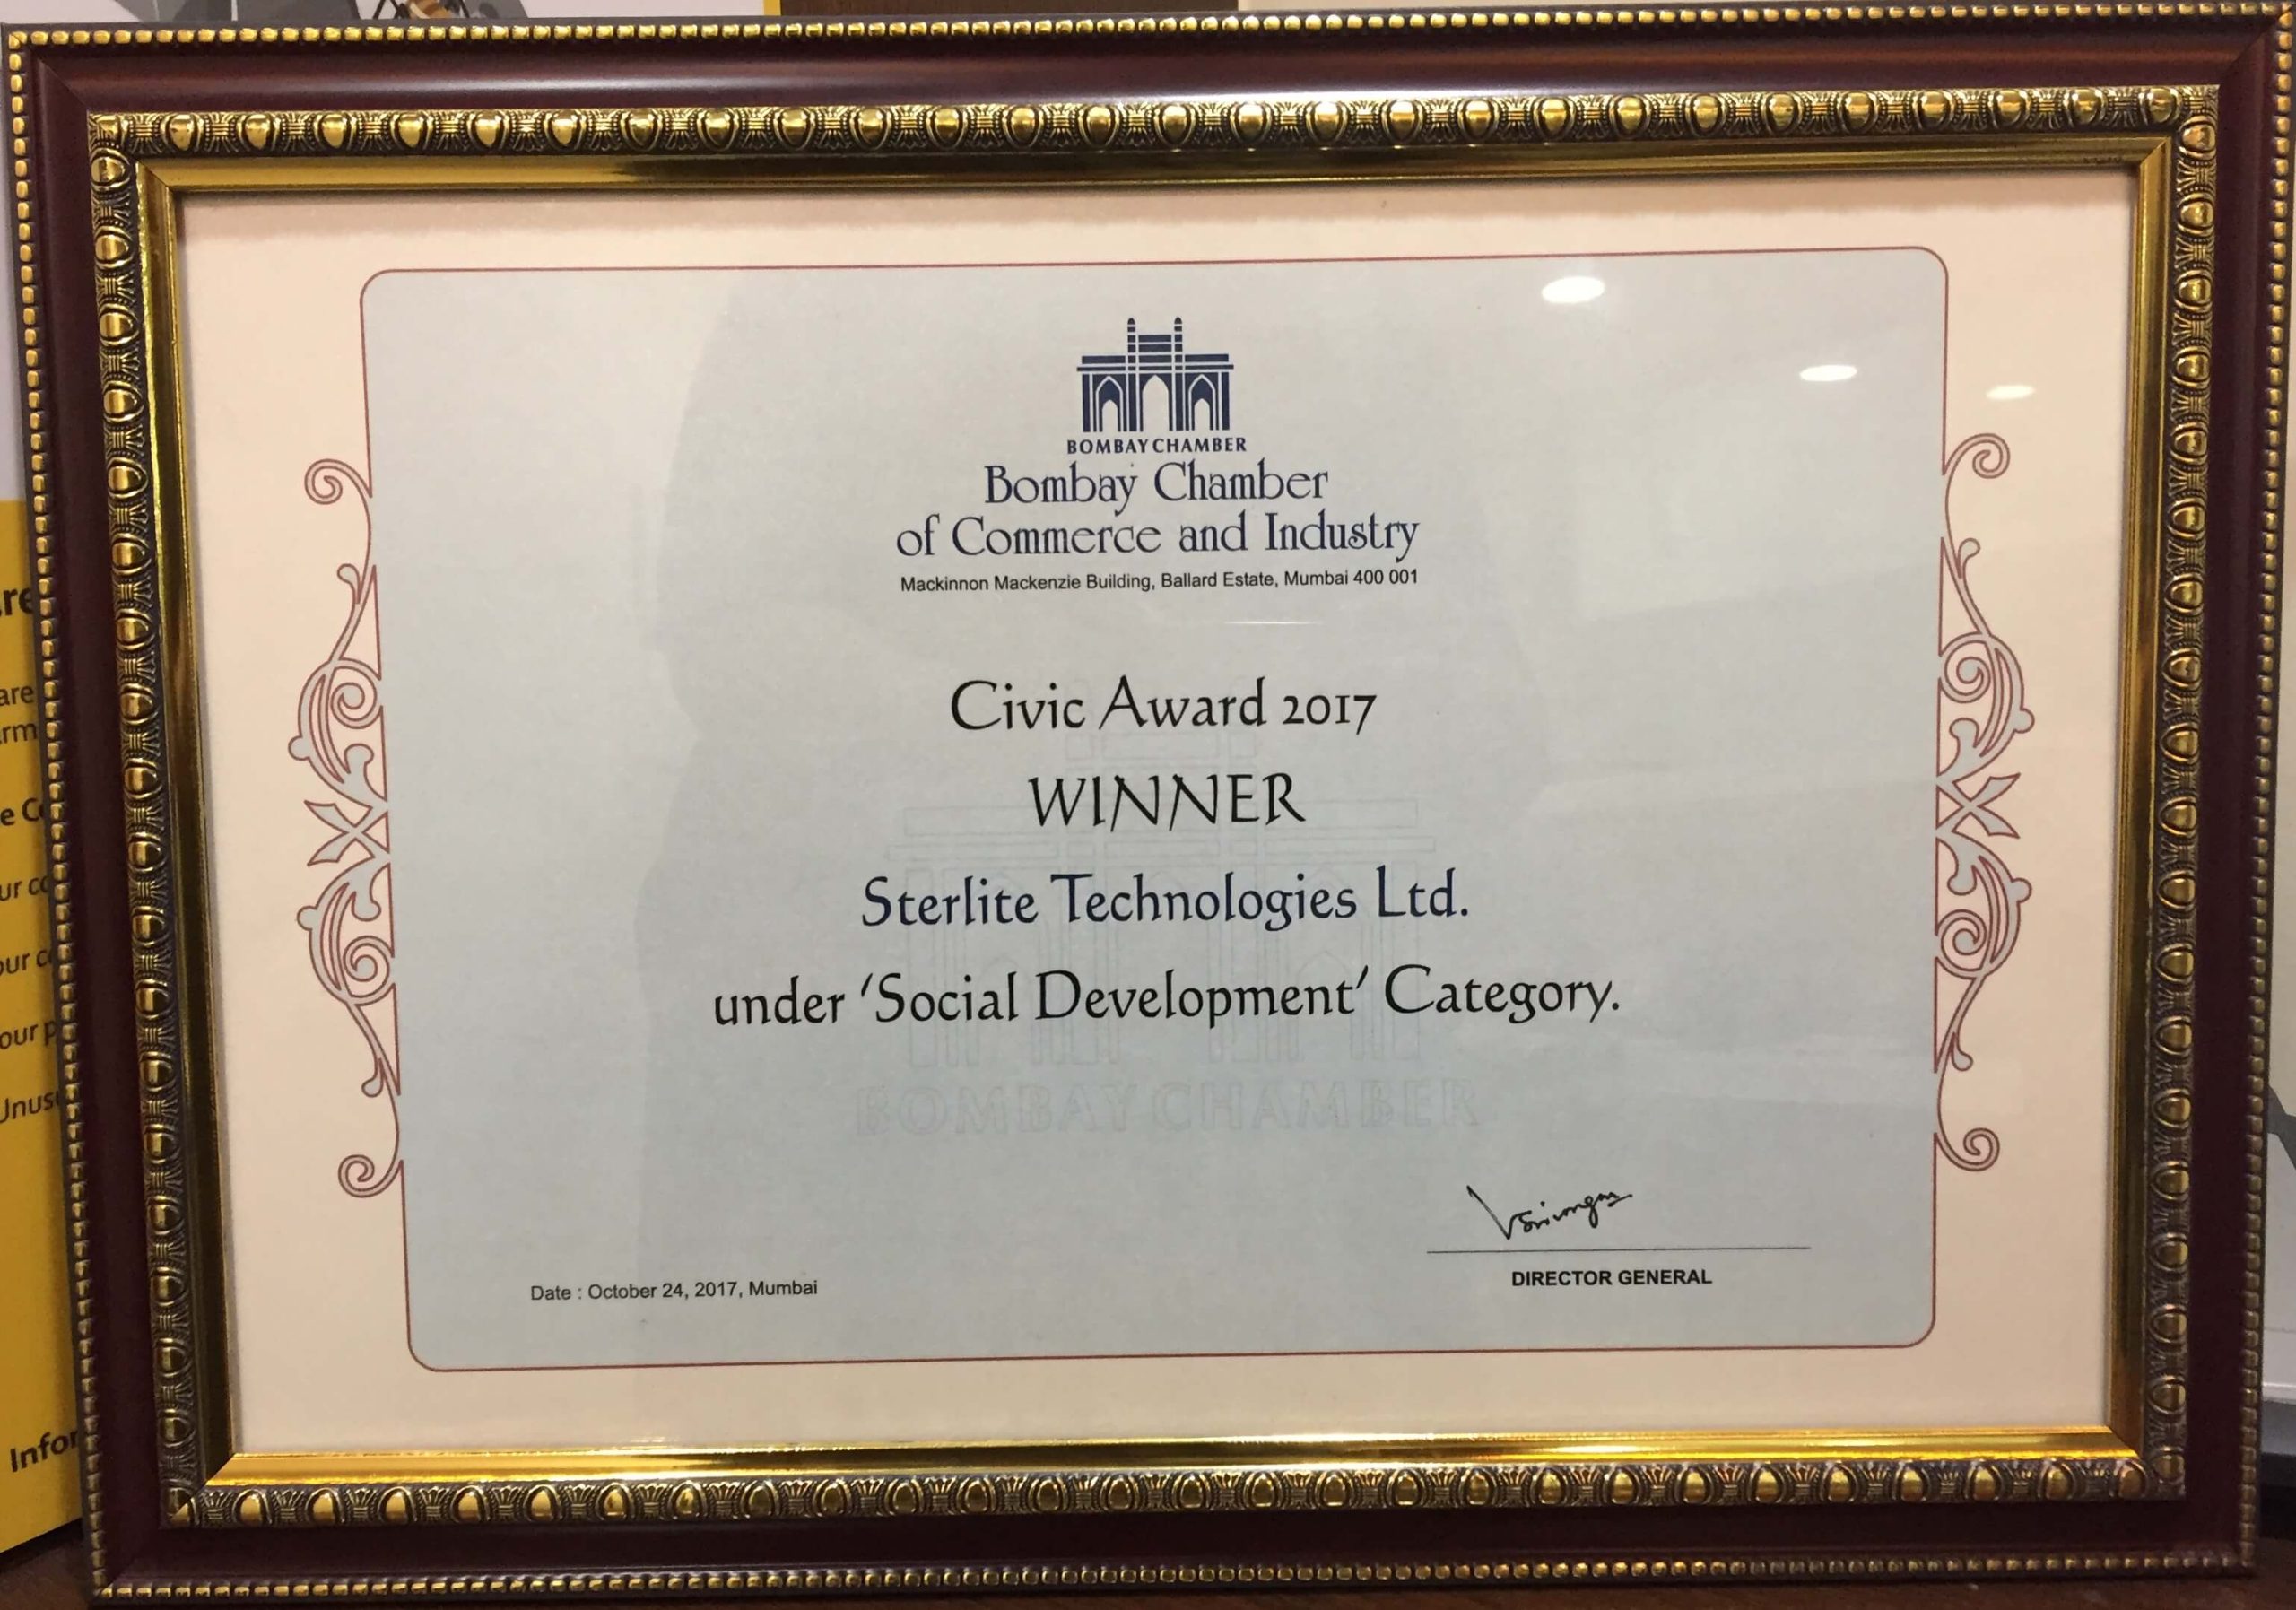 BOMBAY CHAMBER
Bombay Chamber
of Commerce and Industry
Mackinnon Mackenzie Building, Ballard Estate, Mumbai 400 001
Civic Award 2017
WINNER
Sterlite Technologies Ltd.
under 'Social Development' Category.
BOMBAY CHAMBER
Date : October 24, 2017, Mumbai
DIRECTOR GENERAL